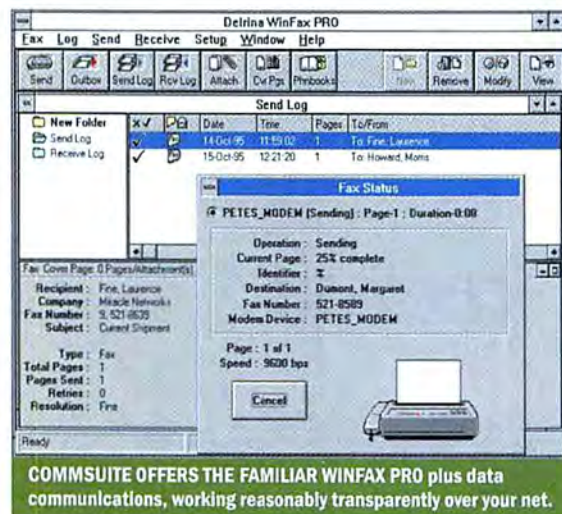 Delrina WinFax PRO
Fax Log Send Receive Setup Window Help
Send Outbox Send Log Rcv Log Attach Cvr Pgs Phnbooks New Remove Modify View
Send Log
New Folder
Send Log
Receive Log
Date Time Pages To/From
14-Oct-95 11:59:02 1 To: Fine, Laurence
15-Oct-95 12:21:20 1 To: Howard, Morris
Fax Status
PETES_MODEM (Sending) : Page-1 : Duration-0:08
Operation : Sending
Current Page : 25% complete
Identifier : %
Destination : Dumont, Margaret
Fax Number : 521-8589
Modem Device : PETES_MODEM
Page : 1 of 1
Speed : 9600 bps
Cancel
Fax Cover Page: 0 Pages/Attachment(s)
Recipient : Fine, Laurence
Company : Miracle Networks
Fax Number : 9, 521-8639
Subject : Current Shipment
Type : Fax
Total Pages : 1
Pages Sent : 1
Retries : 0
Resolution : Fine
Ready
COMMSUITE OFFERS THE FAMILIAR WINFAX PRO plus data
communications, working reasonably transparently over your net.